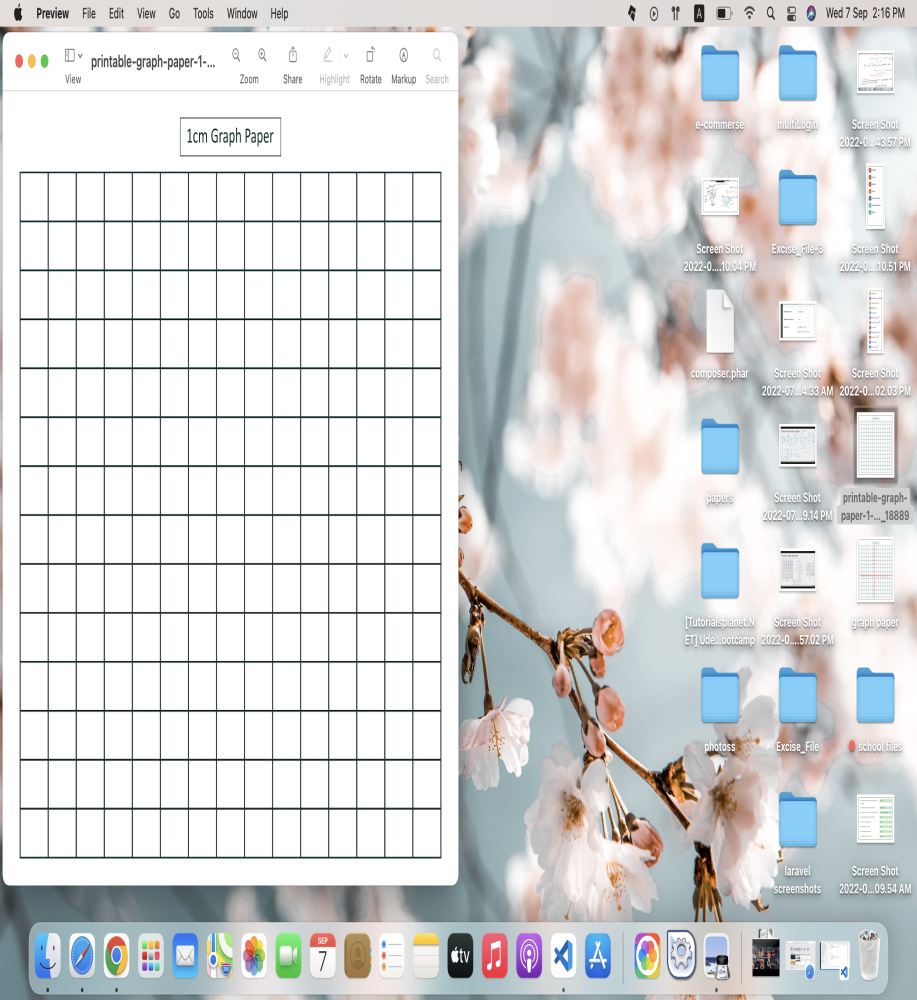 Preview File Edit View Go Tools Window Help
A
Wed 7 Sep 2:16 PM
printable-graph-paper-1-...
View
Zoom
Share
Highlight
Rotate
Markup
Search
1cm Graph Paper
e-commerse
multiLogin
Screen Shot
2022-0...43.57 PM
Screen Shot
2022-0....10.04 PM
Excise_File-3
Screen Shot
2022-0....10.51 PM
composer.phar
Screen Shot
2022-07...4.33 AM
Screen Shot
2022-0...02.03 PM
papers
Screen Shot
2022-07...9.14 PM
printable-graph-
paper-1-..._18889
[Tutorialsplanet.N
ET] Ude...ootcamp
Screen Shot
2022-0....57.02 PM
graph paper
photoss
Excise_File
school files
laravel
screenshots
Screen Shot
2022-0...09.54 AM
SEP
7
tv